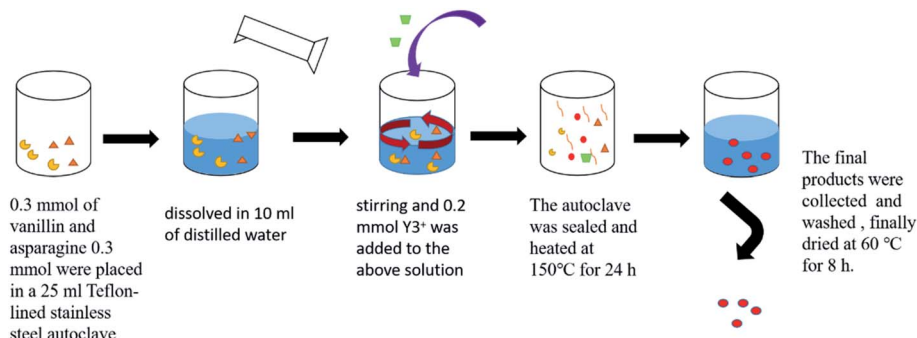 0.3 mmol of
vanillin and
asparagine 0.3
mmol were placed
in a 25 ml Teflon-
lined stainless
steel autoclave
dissolved in 10 ml
of distilled water
stirring and 0.2
mmol Y3⁺ was
added to the
above solution
The autoclave
was sealed and
heated at
150℃ for 24 h
The final
products were
collected and
washed , finally
dried at 60 ℃
for 8 h.